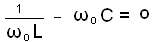 1/(ω₀L) - ω₀C = 0